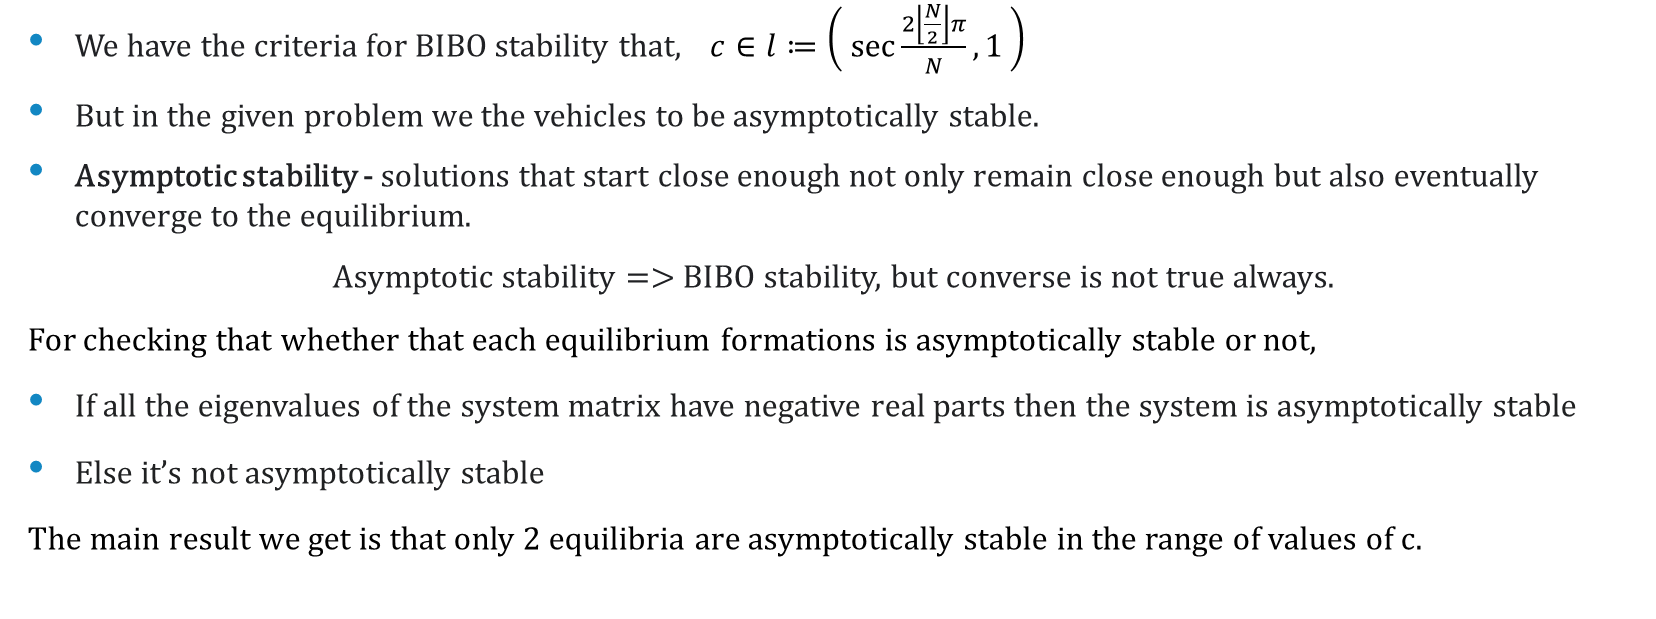 • We have the criteria for BIBO stability that, c ∈ l ≔ ( sec 2⌊N/2⌋π / N , 1 )
• But in the given problem we the vehicles to be asymptotically stable.
• Asymptotic stability - solutions that start close enough not only remain close enough but also eventually
converge to the equilibrium.
Asymptotic stability => BIBO stability, but converse is not true always.
For checking that whether that each equilibrium formations is asymptotically stable or not,
• If all the eigenvalues of the system matrix have negative real parts then the system is asymptotically stable
• Else it’s not asymptotically stable
The main result we get is that only 2 equilibria are asymptotically stable in the range of values of c.